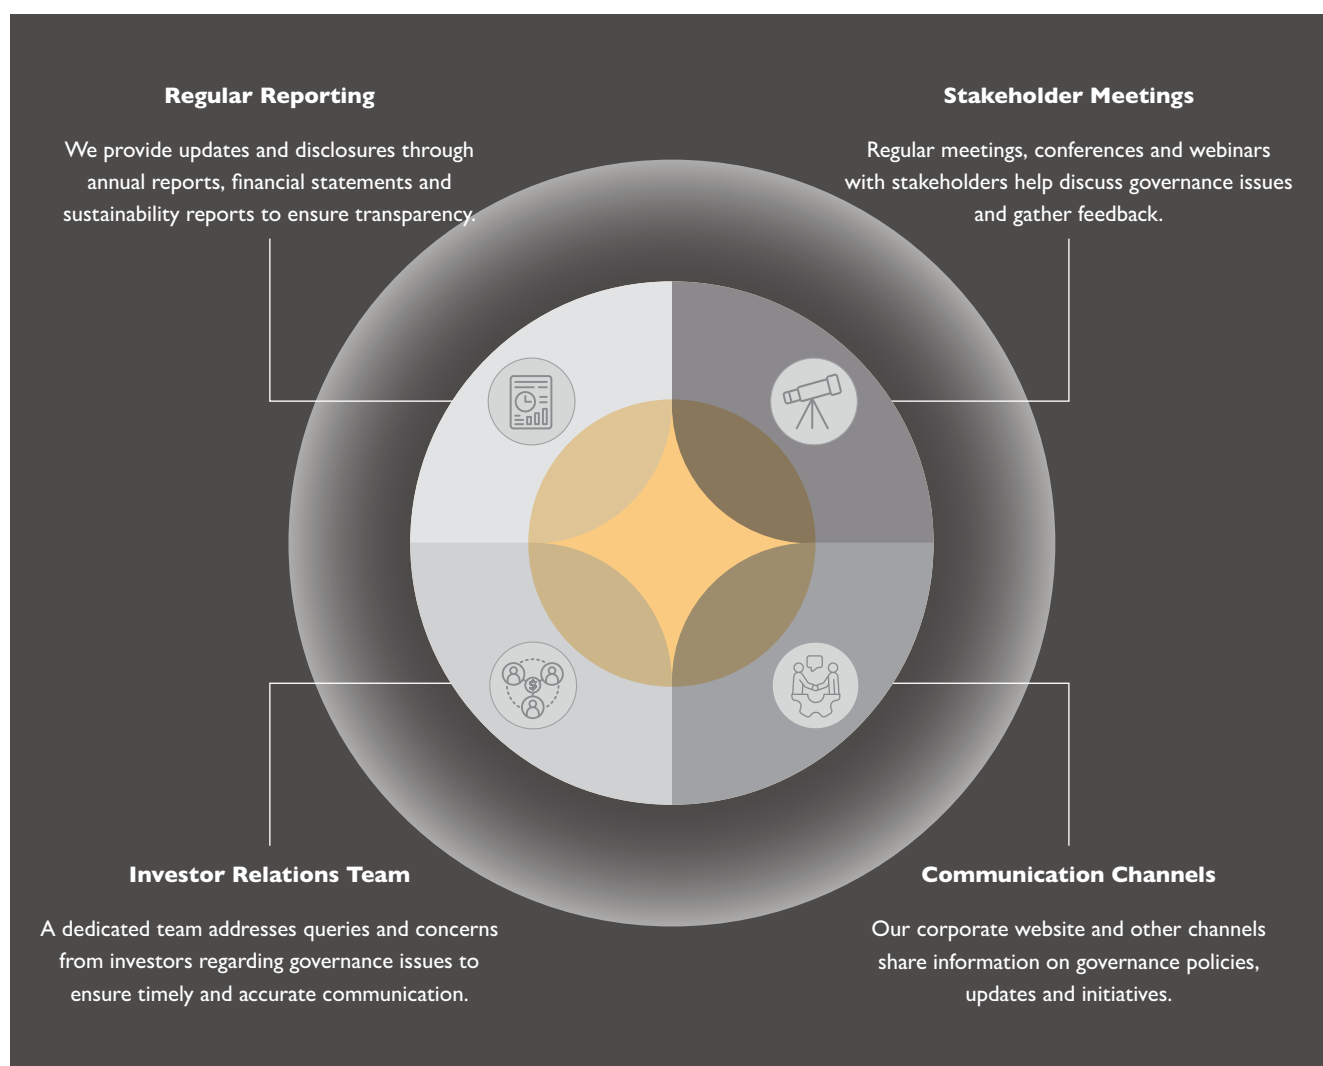 Regular Reporting
We provide updates and disclosures through
annual reports, financial statements and
sustainability reports to ensure transparency.
Stakeholder Meetings
Regular meetings, conferences and webinars
with stakeholders help discuss governance issues
and gather feedback.
$
Investor Relations Team
A dedicated team addresses queries and concerns
from investors regarding governance issues to
ensure timely and accurate communication.
Communication Channels
Our corporate website and other channels
share information on governance policies,
updates and initiatives.